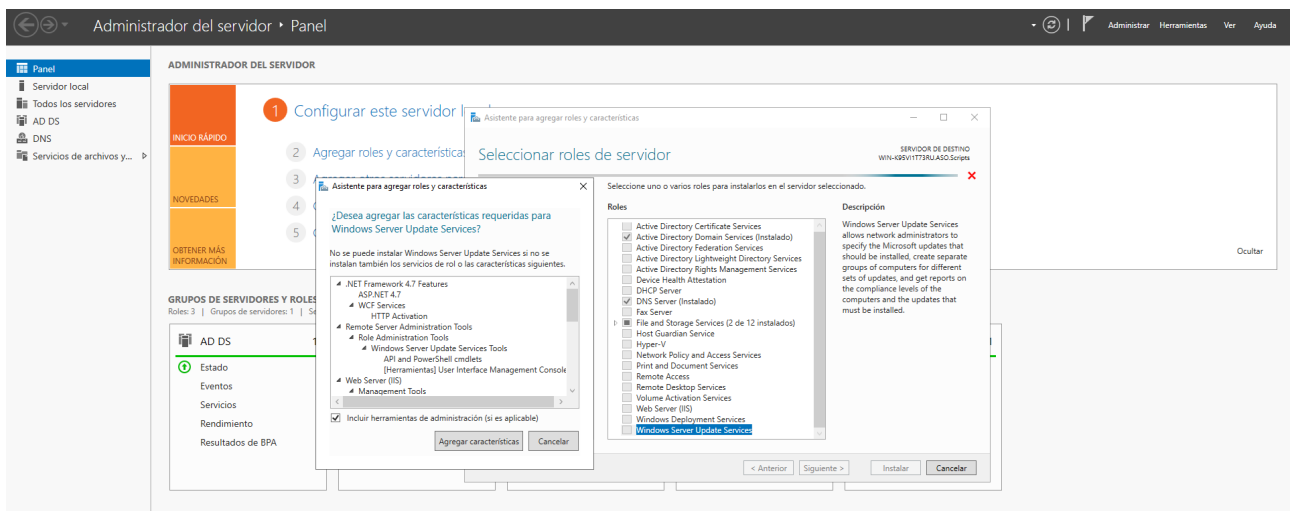 Administrador del servidor • Panel
Administrar Herramientas Ver Ayuda
Panel
Servidor local
Todos los servidores
AD DS
DNS
Servicios de archivos y...
ADMINISTRADOR DEL SERVIDOR
INICIO RÁPIDO
NOVEDADES
OBTENER MÁS
INFORMACIÓN
1 Configurar este servidor
2 Agregar roles y características
3
4
5
Ocultar
GRUPOS DE SERVIDORES Y ROLES
Roles: 3 | Grupos de servidores: 1 |
AD DS 1
Estado
Eventos
Servicios
Rendimiento
Resultados de BPA
Asistente para agregar roles y características
¿Desea agregar las características requeridas para
Windows Server Update Services?
No se puede instalar Windows Server Update Services si no se
instalan también los servicios de rol o las características siguientes.
.NET Framework 4.7 Features
ASP.NET 4.7
WCF Services
HTTP Activation
Remote Server Administration Tools
Role Administration Tools
Windows Server Update Services Tools
API and PowerShell cmdlets
[Herramientas] User Interface Management Console
Web Server (IIS)
Management Tools
Incluir herramientas de administración (si es aplicable)
Agregar características Cancelar
Asistente para agregar roles y características
Seleccionar roles de servidor
SERVIDOR DE DESTINO
WIN-K95VI1T73RU.ASO.Scripts
Seleccione uno o varios roles para instalarlos en el servidor seleccionado.
Roles
Active Directory Certificate Services
Active Directory Domain Services (Instalado)
Active Directory Federation Services
Active Directory Lightweight Directory Services
Active Directory Rights Management Services
Device Health Attestation
DHCP Server
DNS Server (Instalado)
Fax Server
File and Storage Services (2 de 12 instalados)
Host Guardian Service
Hyper-V
Network Policy and Access Services
Print and Document Services
Remote Access
Remote Desktop Services
Volume Activation Services
Web Server (IIS)
Windows Deployment Services
Windows Server Update Services
Descripción
Windows Server Update Services
allows network administrators to
specify the Microsoft updates that
should be installed, create separate
groups of computers for different
sets of updates, and get reports on
the compliance levels of the
computers and the updates that
must be installed.
< Anterior Siguiente > Instalar Cancelar